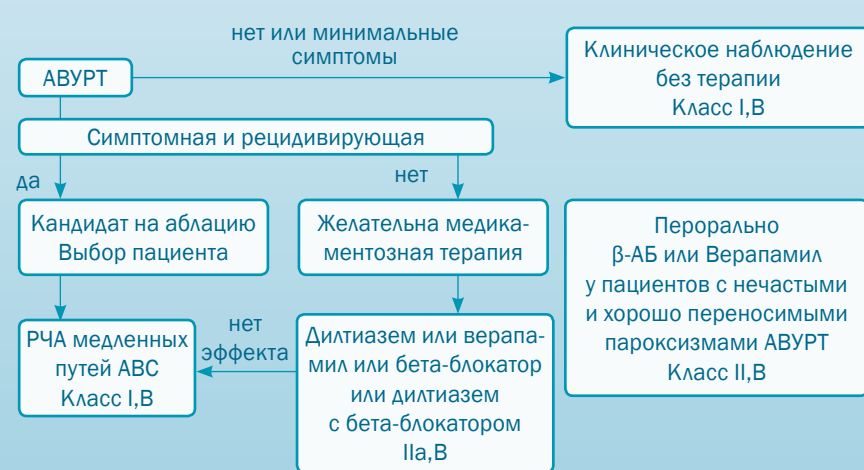 нет или минимальные
симптомы
АВУРТ
Клиническое наблюдение
без терапии
Класс I,B
Симптомная и рецидивирующая
да
нет
Кандидат на аблацию
Выбор пациента
Желательна медика-
ментозная терапия
Перорально
β-АБ или Верапамил
у пациентов с нечастыми
и хорошо переносимыми
пароксизмами АВУРТ
Класс II,B
РЧА медленных
путей АВС
Класс I,B
нет
эффекта
Дилтиазем или верапа-
мил или бета-блокатор
или дилтиазем
с бета-блокатором
IIa,B